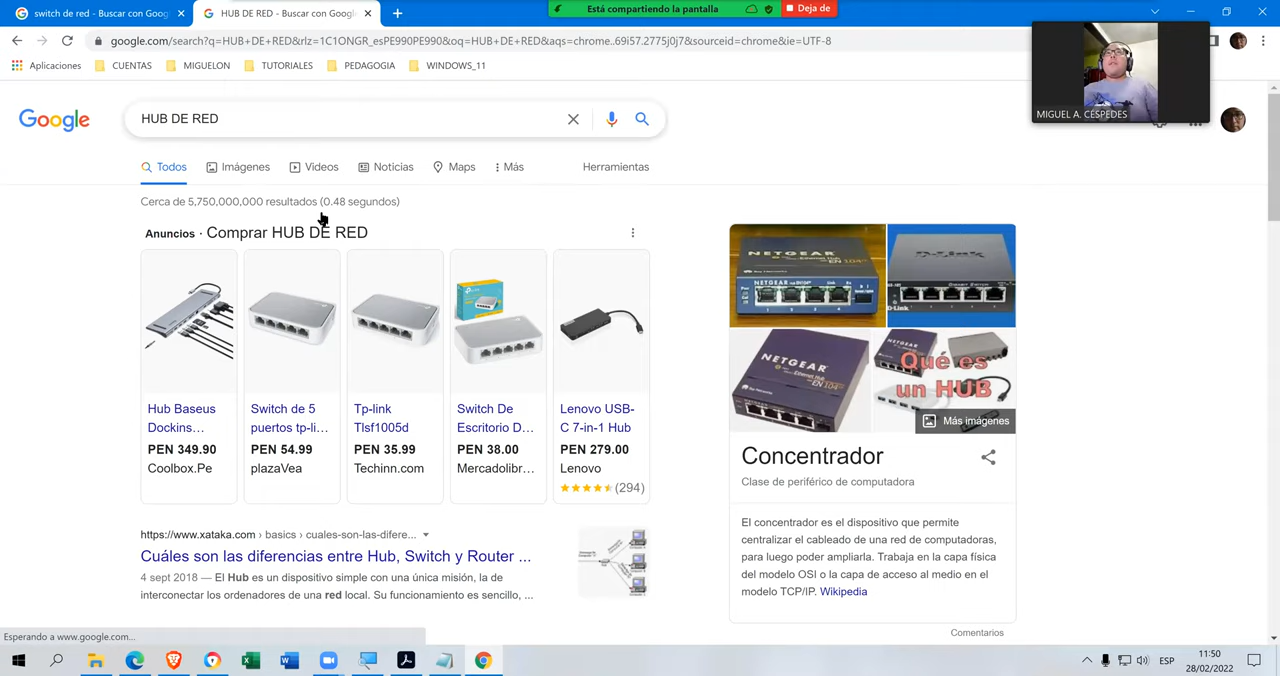 switch de red - Buscar con Goog
HUB DE RED - Buscar con Google
Está compartiendo la pantalla
Deja de
google.com/search?q=HUB+DE+RED&rlz=1C1ONGR_esPE990PE990&oq=HUB+DE+RED&aqs=chrome..69i57.2775j0j7&sourceid=chrome&ie=UTF-8
Aplicaciones
CUENTAS
MIGUELON
TUTORIALES
PEDAGOGIA
WINDOWS_11
MIGUEL A. CESPEDES
Google
HUB DE RED
Todos
Imágenes
Videos
Noticias
Maps
Más
Herramientas
Cerca de 5,750,000,000 resultados (0.48 segundos)
Anuncios · Comprar HUB DE RED
Hub Baseus
Dockins...
PEN 349.90
Coolbox.Pe
Switch de 5
puertos tp-li...
PEN 54.99
plazaVea
Tp-link
Tlsf1005d
PEN 35.99
Techinn.com
Switch De
Escritorio D...
PEN 38.00
Mercadolibr...
Lenovo USB-
C 7-in-1 Hub
PEN 279.00
Lenovo
(294)
https://www.xataka.com › basics › cuales-son-las-difere...
Cuáles son las diferencias entre Hub, Switch y Router ...
4 sept 2018 — El Hub es un dispositivo simple con una única misión, la de
interconectar los ordenadores de una red local. Su funcionamiento es sencillo, ...
NETGEAR
EN 104
D-Link
NETGEAR
Qué es
un HUB
Más imágenes
Concentrador
Clase de periférico de computadora
El concentrador es el dispositivo que permite
centralizar el cableado de una red de computadoras,
para luego poder ampliarla. Trabaja en la capa física
del modelo OSI o la capa de acceso al medio en el
modelo TCP/IP. Wikipedia
Comentarios
Esperando a www.google.com...
ESP
11:50
28/02/2022